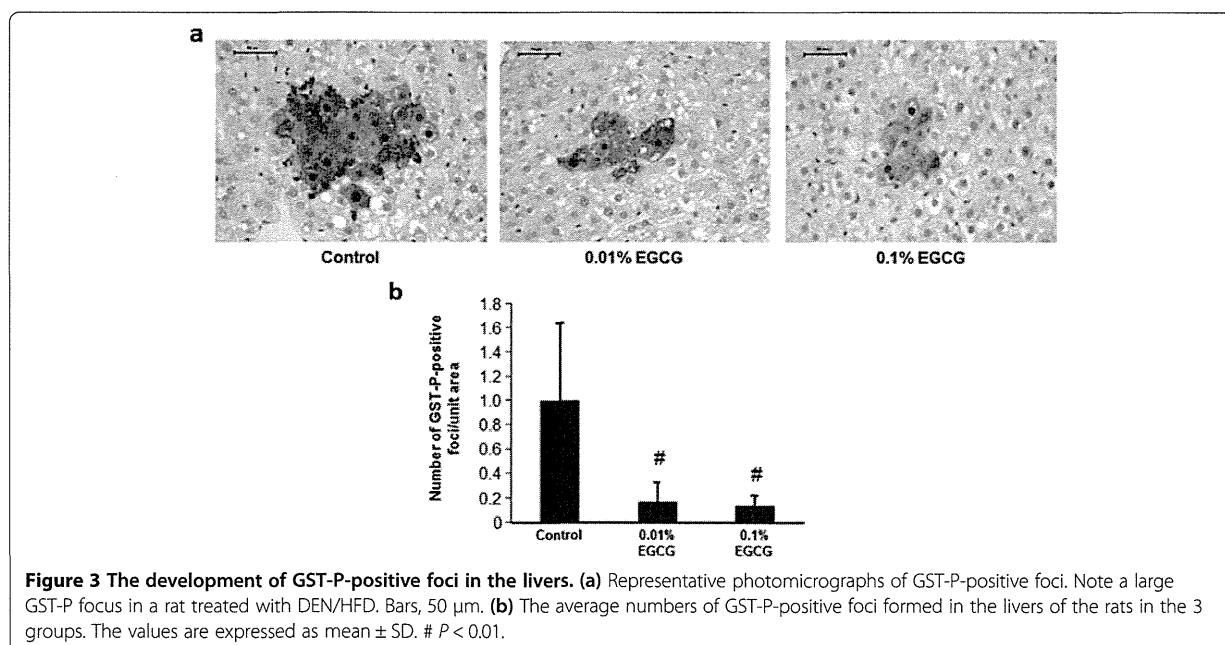 a
Control
0.01% EGCG
0.1% EGCG
b
Number of GST-P-positive
foci/unit area
1.8
1.6
1.4
1.2
1.0
0.8
0.6
0.4
0.2
0
#
#
Control
0.01%
EGCG
0.1%
EGCG
Figure 3 The development of GST-P-positive foci in the livers. (a) Representative photomicrographs of GST-P-positive foci. Note a large
GST-P focus in a rat treated with DEN/HFD. Bars, 50 μm. (b) The average numbers of GST-P-positive foci formed in the livers of the rats in the 3
groups. The values are expressed as mean ± SD. # P < 0.01.